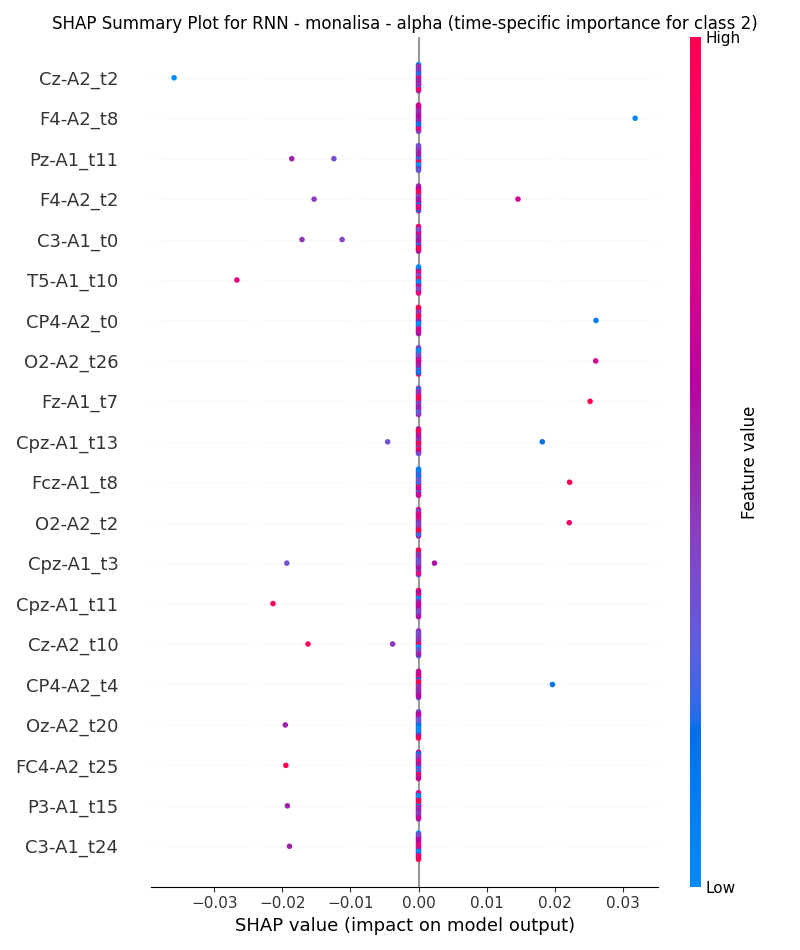 SHAP Summary Plot for RNN - monalisa - alpha (time-specific importance for class 2)
High
Cz-A2_t2
F4-A2_t8
Pz-A1_t11
F4-A2_t2
C3-A1_t0
T5-A1_t10
CP4-A2_t0
O2-A2_t26
Fz-A1_t7
Cpz-A1_t13
Fcz-A1_t8
O2-A2_t2
Cpz-A1_t3
Cpz-A1_t11
Cz-A2_t10
CP4-A2_t4
Oz-A2_t20
FC4-A2_t25
P3-A1_t15
C3-A1_t24
Feature value
Low
−0.03 −0.02 −0.01 0.00 0.01 0.02 0.03
SHAP value (impact on model output)